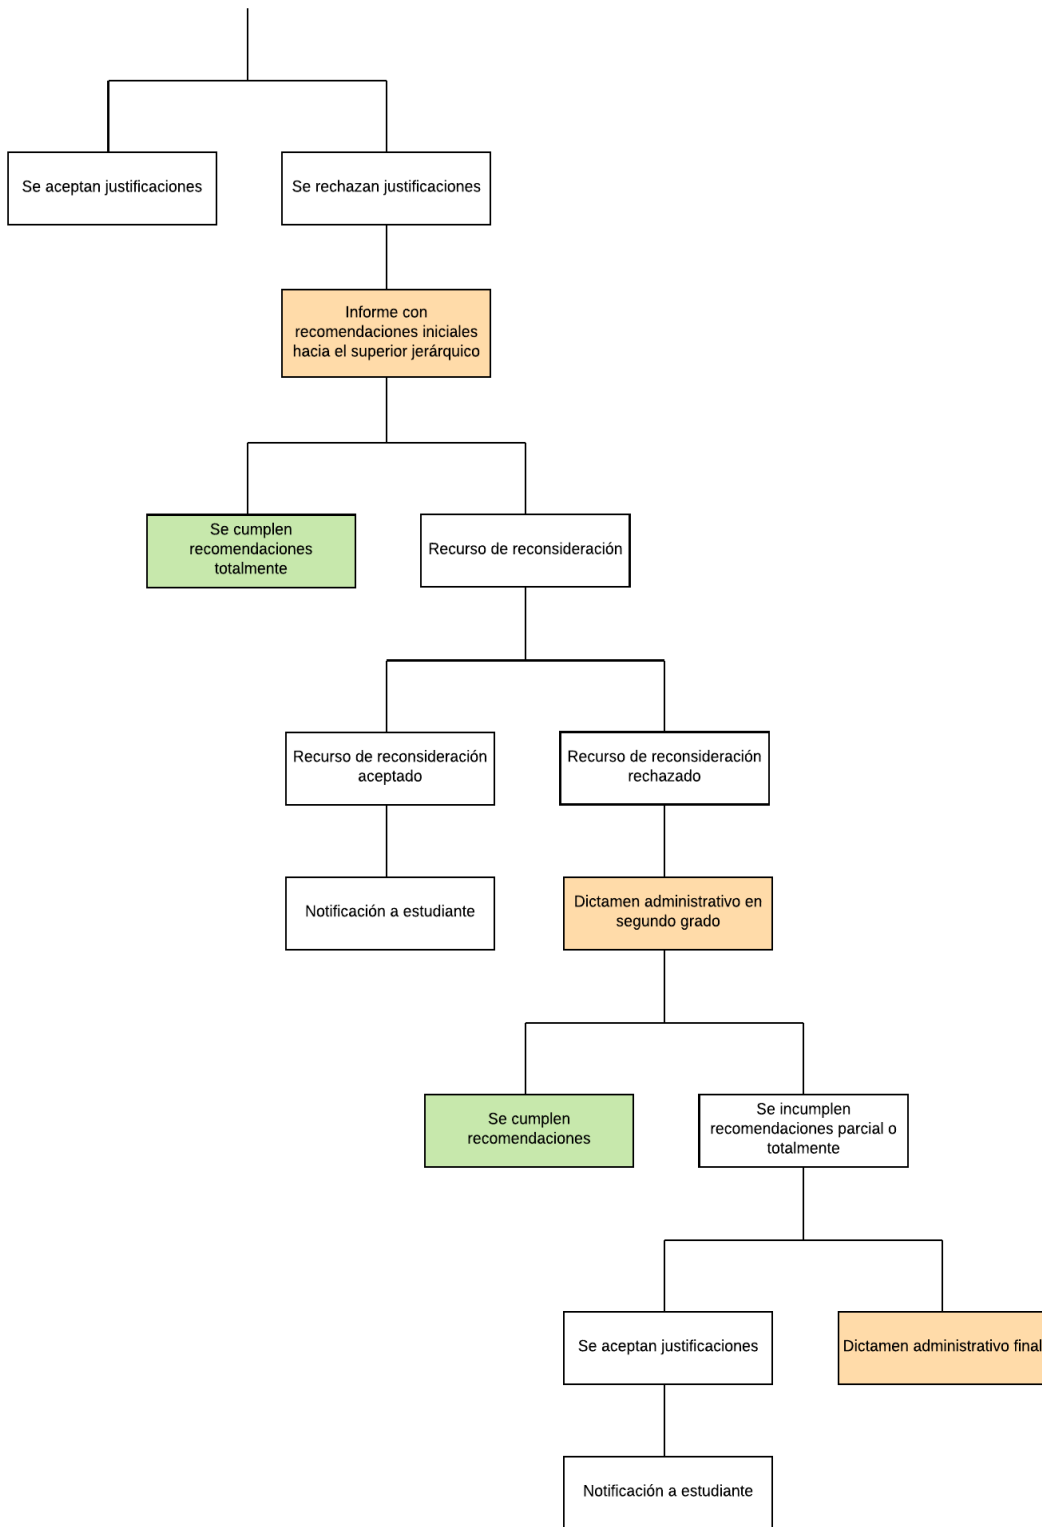 Se aceptan justificaciones
Se rechazan justificaciones
Informe con
recomendaciones iniciales
hacia el superior jerárquico
Se cumplen
recomendaciones
totalmente
Recurso de reconsideración
Recurso de reconsideración
aceptado
Recurso de reconsideración
rechazado
Notificación a estudiante
Dictamen administrativo en
segundo grado
Se cumplen
recomendaciones
Se incumplen
recomendaciones parcial o
totalmente
Se aceptan justificaciones
Dictamen administrativo final
Notificación a estudiante